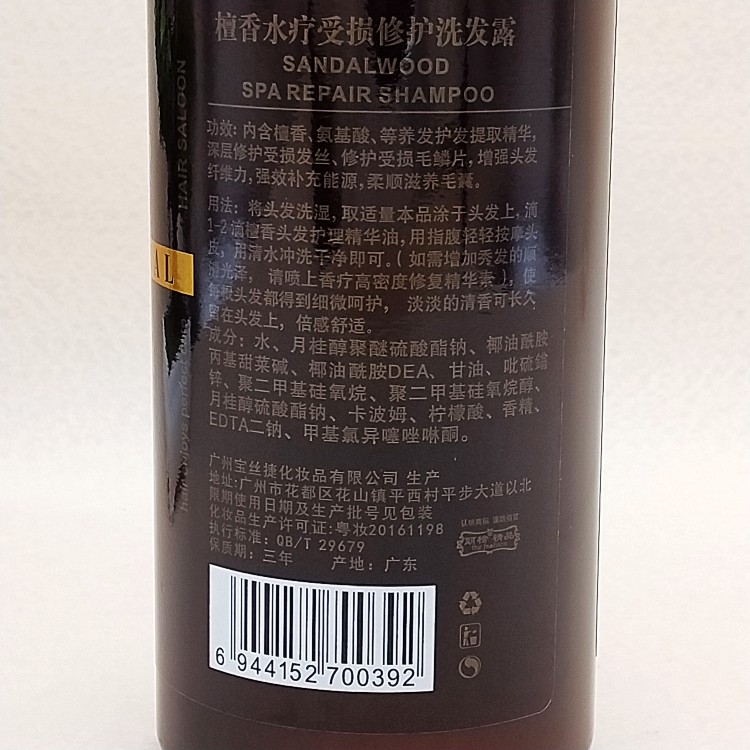 檀香水疗受损修护洗发露
SANDALWOOD
SPA REPAIR SHAMPOO
功效: 内含檀香、氨基酸、等养发护发提取精华,
深层修护受损发丝、修护受损毛鳞片, 增强头发
纤维力, 强效补充能源, 柔顺滋养毛囊。
用法: 将头发洗湿, 取适量本品涂于头发上, 滴
1-2滴檀香头发护理精华油, 用指腹轻轻按摩头
皮, 用清水冲洗干净即可。( 如需增加秀发的顺
滑光泽, 请喷上香疗高密度修复精华素 ), 使
每根头发都得到细微呵护, 淡淡的清香可长久
留在头发上, 倍感舒适。
成分: 水、月桂醇聚醚硫酸酯钠、椰油酰胺
丙基甜菜碱、椰油酰胺DEA、甘油、吡硫鎓
锌、聚二甲基硅氧烷、聚二甲基硅氧烷醇、
月桂醇硫酸酯钠、卡波姆、柠檬酸、香精、
EDTA二钠、甲基氯异噻唑啉酮。
广州宝丝捷化妆品有限公司 生产
地址: 广州市花都区花山镇平西村平步大道以北
限期使用日期及生产批号见包装
化妆品生产许可证: 粤妆20161198
执行标准: QB/T 29679
保质期: 三年 产地: 广东
6 944152 700392
HAIR SALOON
AL